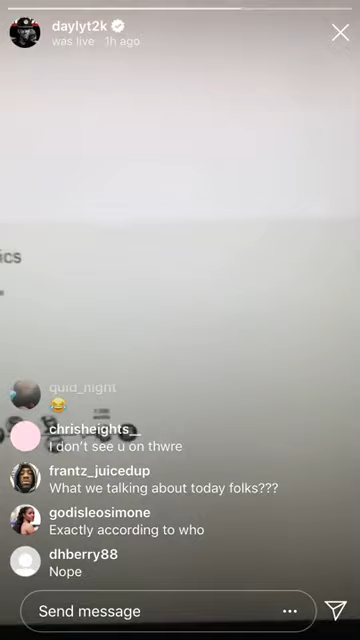 daylyt2k
was live · 1h ago
ics
quid_night
😂
chrisheights__
I don't see u on thwre
frantz_juicedup
What we talking about today folks???
godisleosimone
Exactly according to who
dhberry88
Nope
Send message